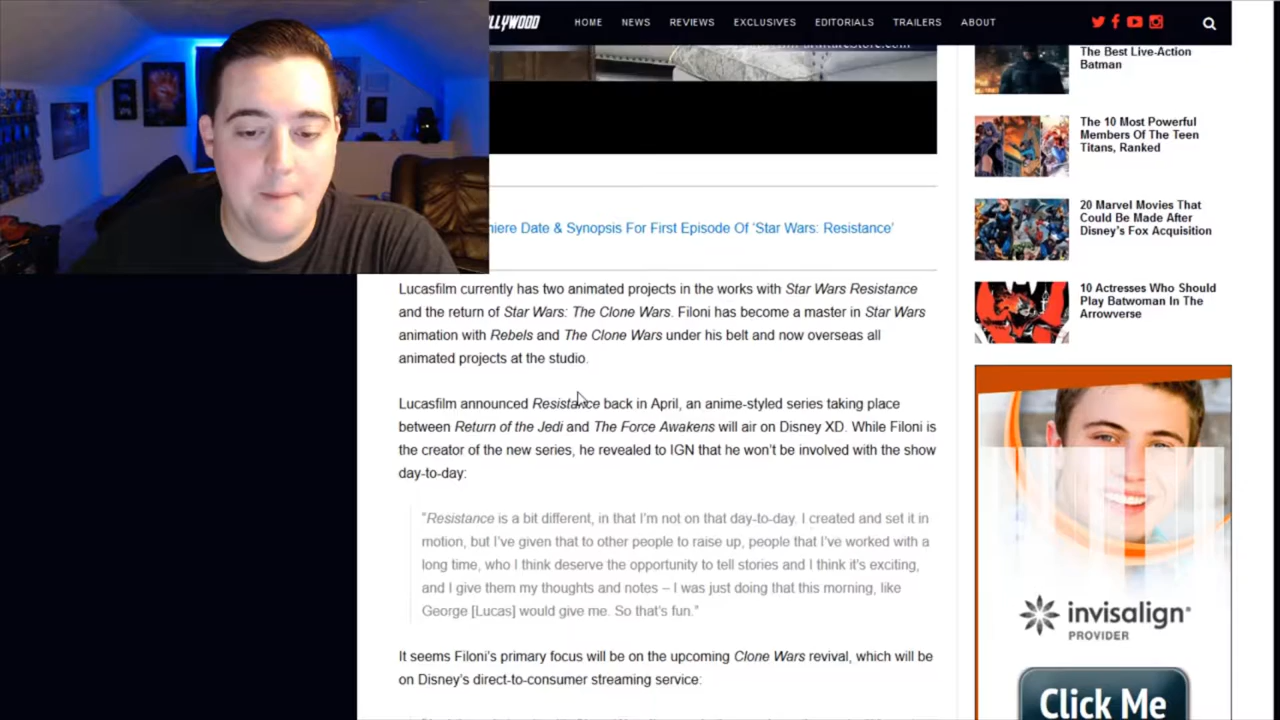 LLYWOOD
HOME NEWS REVIEWS EXCLUSIVES EDITORIALS TRAILERS ABOUT
The Best Live-Action
Batman
The 10 Most Powerful
Members Of The Teen
Titans, Ranked
20 Marvel Movies That
Could Be Made After
Disney's Fox Acquisition
10 Actresses Who Should
Play Batwoman In The
Arrowverse
miere Date & Synopsis For First Episode Of 'Star Wars: Resistance'
Lucasfilm currently has two animated projects in the works with Star Wars Resistance
and the return of Star Wars: The Clone Wars. Filoni has become a master in Star Wars
animation with Rebels and The Clone Wars under his belt and now oversees all
animated projects at the studio.
Lucasfilm announced Resistance back in April, an anime-styled series taking place
between Return of the Jedi and The Force Awakens will air on Disney XD. While Filoni is
the creator of the new series, he revealed to IGN that he won't be involved with the show
day-to-day:
"Resistance is a bit different, in that I'm not on that day-to-day. I created and set it in
motion, but I've given that to other people to raise up, people that I've worked with a
long time, who I think deserve the opportunity to tell stories and I think it's exciting,
and I give them my thoughts and notes – I was just doing that this morning, like
George [Lucas] would give me. So that's fun."
It seems Filoni's primary focus will be on the upcoming Clone Wars revival, which will be
on Disney's direct-to-consumer streaming service:
invisalign
PROVIDER
Click Me